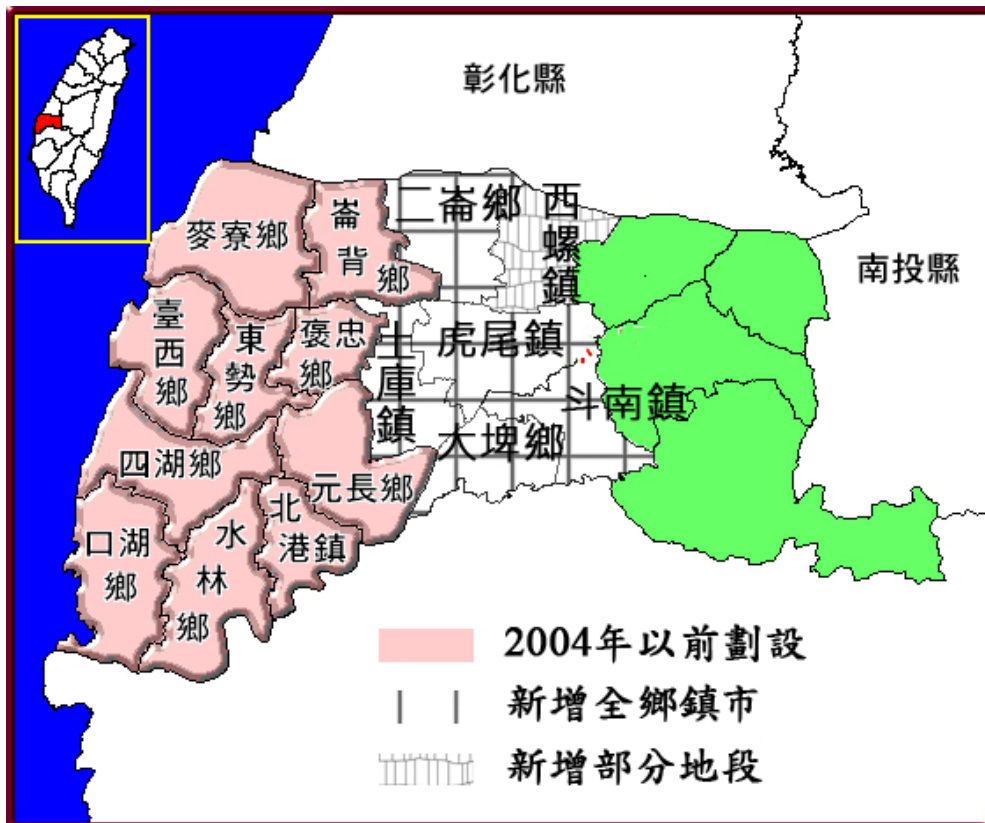 彰化縣
南投縣
二崙鄉
西螺鎮
崙背鄉
麥寮鄉
臺西鄉
東勢鄉
褒忠鄉
土庫鎮
虎尾鎮
斗南鎮
大埤鄉
四湖鄉
元長鄉
北港鎮
口湖鄉
水林鄉
2004年以前劃設
新增全鄉鎮市
新增部分地段